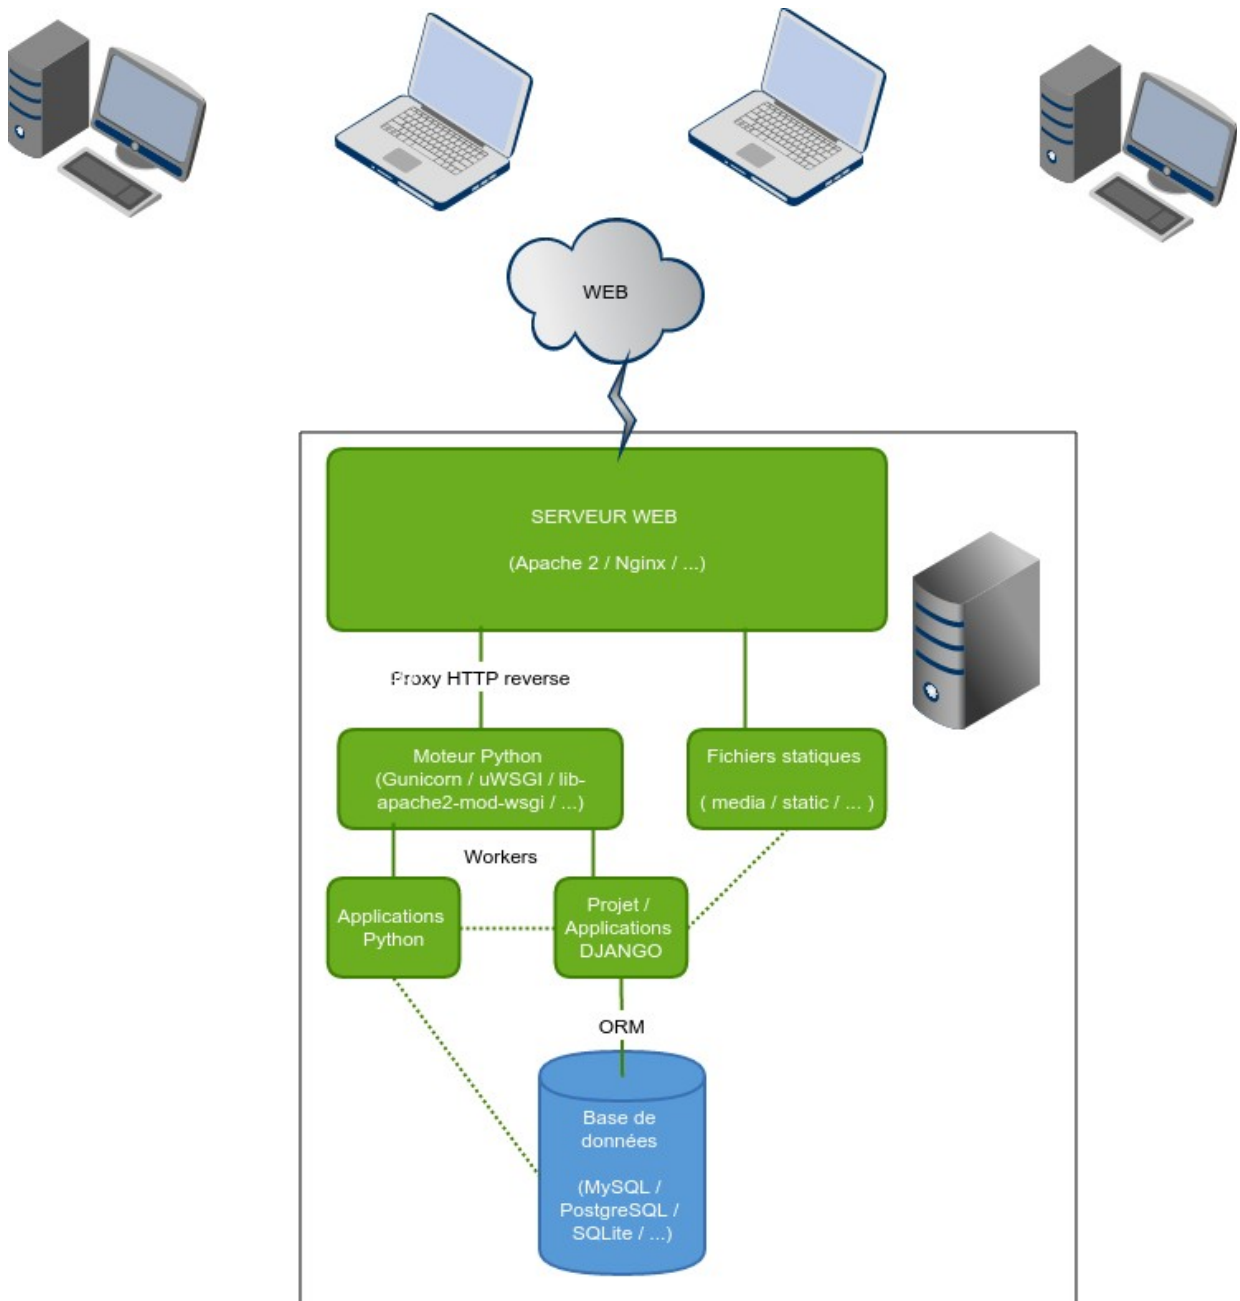 WEB
SERVEUR WEB
(Apache 2 / Nginx / ...)
Proxy HTTP reverse
Moteur Python
(Gunicorn / uWSGI / lib-
apache2-mod-wsgi / ...)
Fichiers statiques
( media / static / ... )
Workers
Applications
Python
Projet /
Applications
DJANGO
ORM
Base de
données
(MySQL /
PostgreSQL /
SQLite / ...)